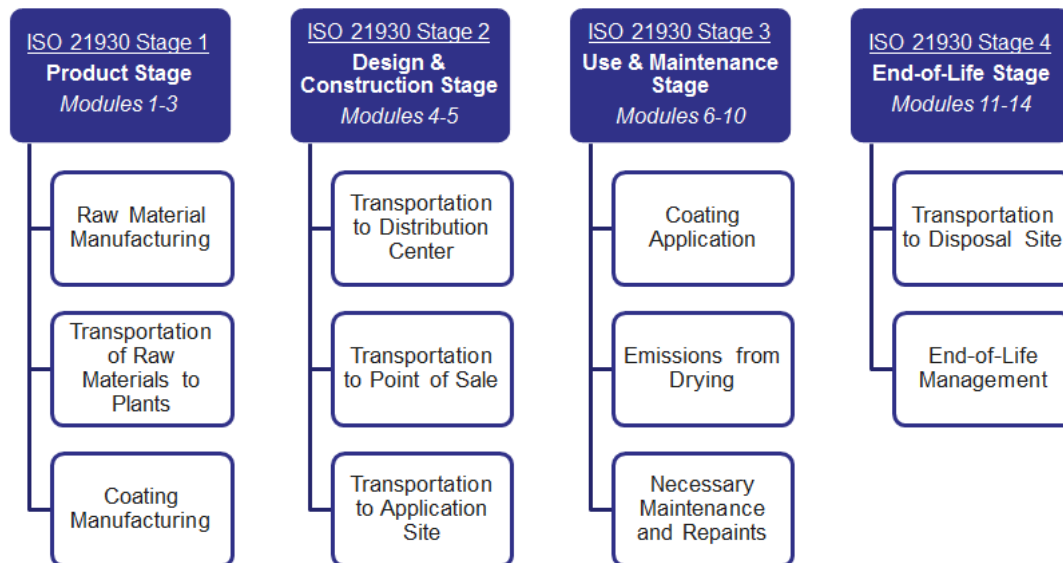 ISO 21930 Stage 1
Product Stage
Modules 1-3
Raw Material
Manufacturing
Transportation
of Raw
Materials to
Plants
Coating
Manufacturing
ISO 21930 Stage 2
Design &
Construction Stage
Modules 4-5
Transportation
to Distribution
Center
Transportation
to Point of Sale
Transportation
to Application
Site
ISO 21930 Stage 3
Use & Maintenance
Stage
Modules 6-10
Coating
Application
Emissions from
Drying
Necessary
Maintenance
and Repaints
ISO 21930 Stage 4
End-of-Life Stage
Modules 11-14
Transportation
to Disposal Site
End-of-Life
Management